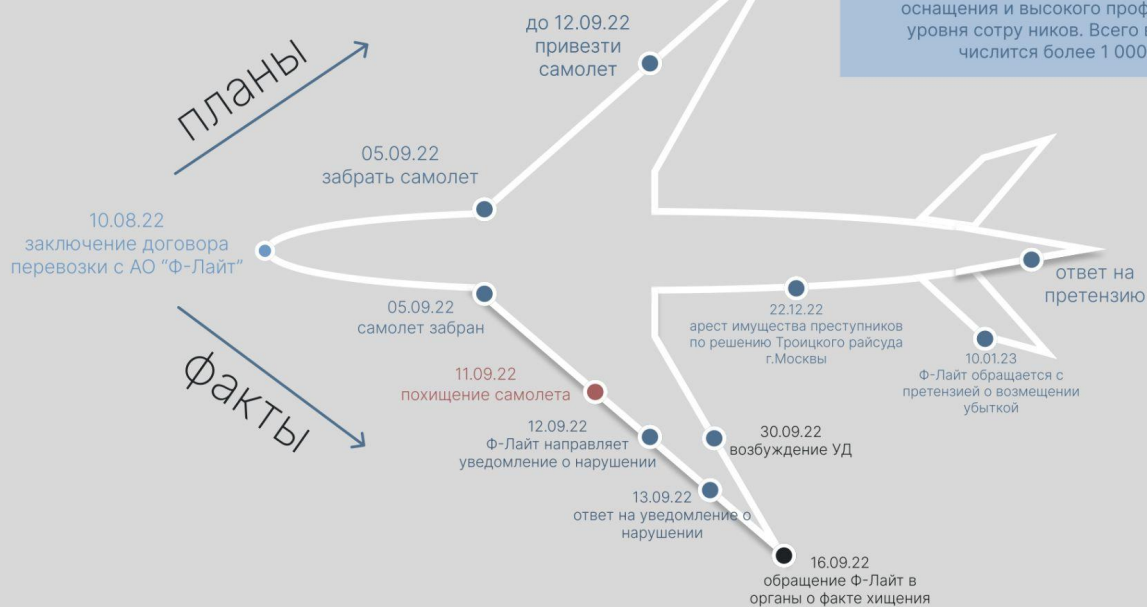 оснащения и высокого проф
уровня сотру ников. Всего в
числится более 1 000
до 12.09.22
привезти
самолет
планы
05.09.22
забрать самолет
10.08.22
заключение договора
перевозки с АО "Ф-Лайт"
ответ на
претензию
05.09.22
самолет забран
22.12.22
арест имущества преступников
по решению Троицкого райсуда
г.Москвы
10.01.23
Ф-Лайт обращается с
претензией о возмещении
убыткой
факты
11.09.22
похищение самолета
12.09.22
Ф-Лайт направляет
уведомление о нарушении
30.09.22
возбуждение УД
13.09.22
ответ на уведомление о
нарушении
16.09.22
обращение Ф-Лайт в
органы о факте хищения